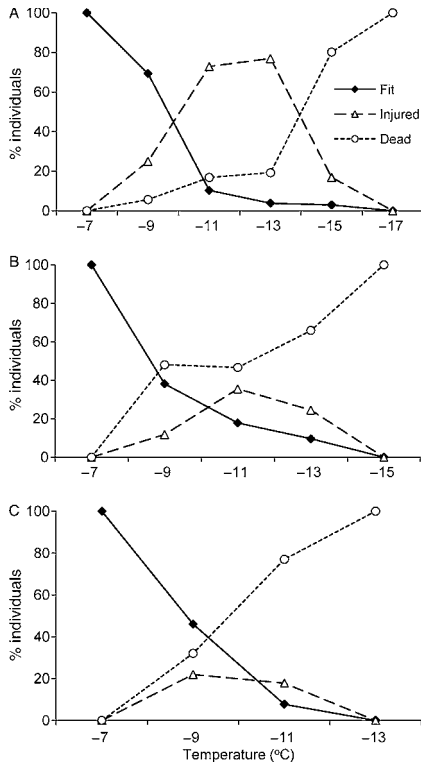 A
100
80
60
40
20
0
% individuals
Fit
Injured
Dead
–7 –9 –11 –13 –15 –17
B
100
80
60
40
20
0
% individuals
–7 –9 –11 –13 –15
C
100
80
60
40
20
0
% individuals
–7 –9 –11 –13
Temperature (ºC)